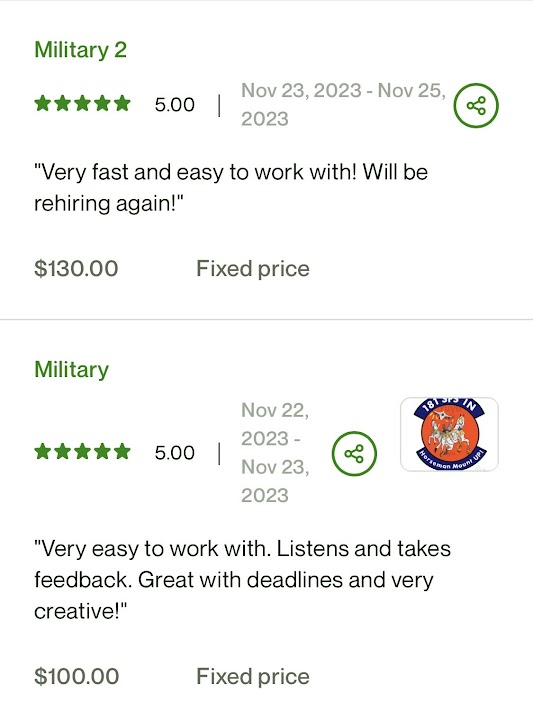 Military 2
5.00 | Nov 23, 2023 - Nov 25,
2023
"Very fast and easy to work with! Will be
rehiring again!"
$130.00 Fixed price
Military
Nov 22,
2023 -
5.00 |
Nov 23,
2023
181 SFS IN
Horseman Mount UP!
"Very easy to work with. Listens and takes
feedback. Great with deadlines and very
creative!"
$100.00 Fixed price